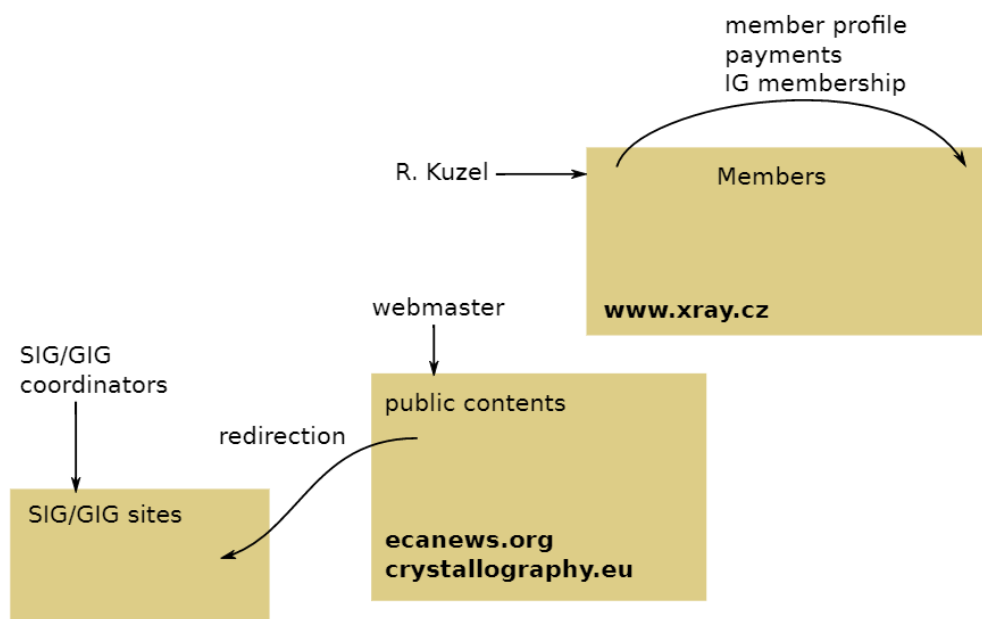 member profile
payments
IG membership
R. Kuzel
Members
www.xray.cz
webmaster
SIG/GIG
coordinators
public contents
redirection
SIG/GIG sites
ecanews.org
crystallography.eu